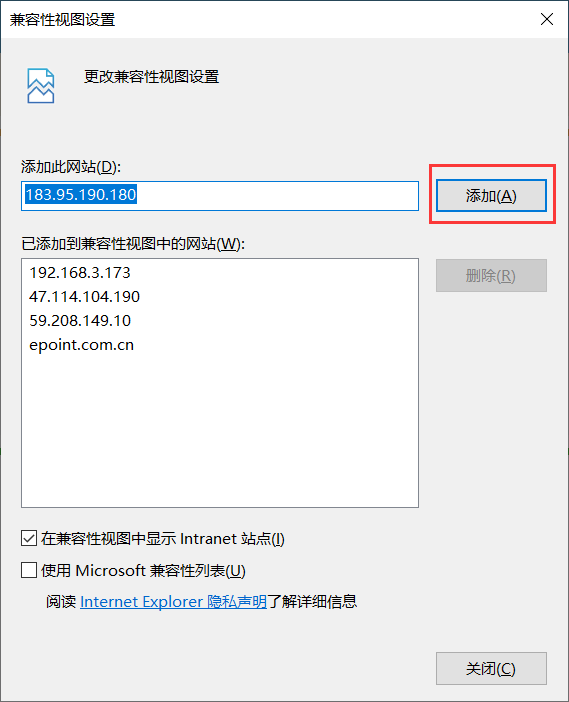 兼容性视图设置
更改兼容性视图设置
添加此网站(D):
183.95.190.180
添加(A)
已添加到兼容性视图中的网站(W):
192.168.3.173
47.114.104.190
59.208.149.10
epoint.com.cn
删除(R)
在兼容性视图中显示 Intranet 站点(I)
使用 Microsoft 兼容性列表(U)
阅读 Internet Explorer 隐私声明了解详细信息
关闭(C)